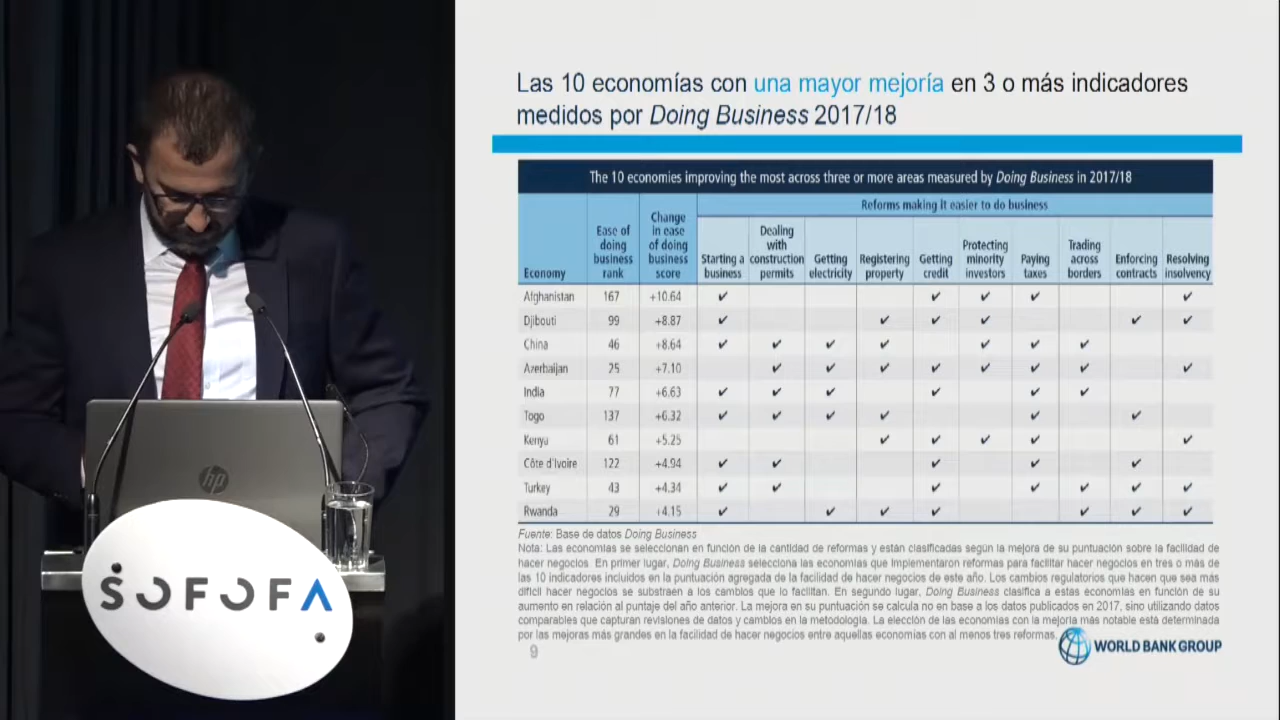 Las 10 economías con una mayor mejoría en 3 o más indicadores
medidos por Doing Business 2017/18
The 10 economies improving the most across three or more areas measured by Doing Business in 2017/18
Reforms making it easier to do business
Economy | Ease of doing business rank | Change in ease of doing business score | Starting a business | Dealing with construction permits | Getting electricity | Registering property | Getting credit | Protecting minority investors | Paying taxes | Trading across borders | Enforcing contracts | Resolving insolvency
Afghanistan 167 +10.64 ✔ ✔ ✔ ✔ ✔
Djibouti 99 +8.87 ✔ ✔ ✔ ✔ ✔ ✔
China 46 +8.64 ✔ ✔ ✔ ✔ ✔ ✔ ✔
Azerbaijan 25 +7.10 ✔ ✔ ✔ ✔ ✔ ✔ ✔ ✔
India 77 +6.63 ✔ ✔ ✔ ✔ ✔ ✔
Togo 137 +6.32 ✔ ✔ ✔ ✔ ✔ ✔
Kenya 61 +5.25 ✔ ✔ ✔ ✔ ✔
Côte d'Ivoire 122 +4.94 ✔ ✔ ✔ ✔ ✔
Turkey 43 +4.34 ✔ ✔ ✔ ✔ ✔ ✔ ✔
Rwanda 29 +4.15 ✔ ✔ ✔ ✔ ✔ ✔ ✔
Fuente: Base de datos Doing Business
Nota: Las economías se seleccionan en función de la cantidad de reformas y están clasificadas según la mejora de su puntuación sobre la facilidad de
hacer negocios. En primer lugar, Doing Business selecciona las economías que implementaron reformas para facilitar hacer negocios en tres o más de
las 10 indicadores incluidos en la puntuación agregada de la facilidad de hacer negocios de este año. Los cambios regulatorios que hacen que sea más
difícil hacer negocios se substraen a los cambios que lo facilitan. En segundo lugar, Doing Business clasifica a estas economías en función de su
aumento en relación al puntaje del año anterior. La mejora en su puntuación se calcula no en base a los datos publicados en 2017, sino utilizando datos
comparables que capturan revisiones de datos y cambios en la metodología. La elección de las economías con la mejoría más notable está determinada
por las mejoras más grandes en la facilidad de hacer negocios entre aquellas economías con al menos tres reformas.
9
WORLD BANK GROUP
hp
SOFOFA